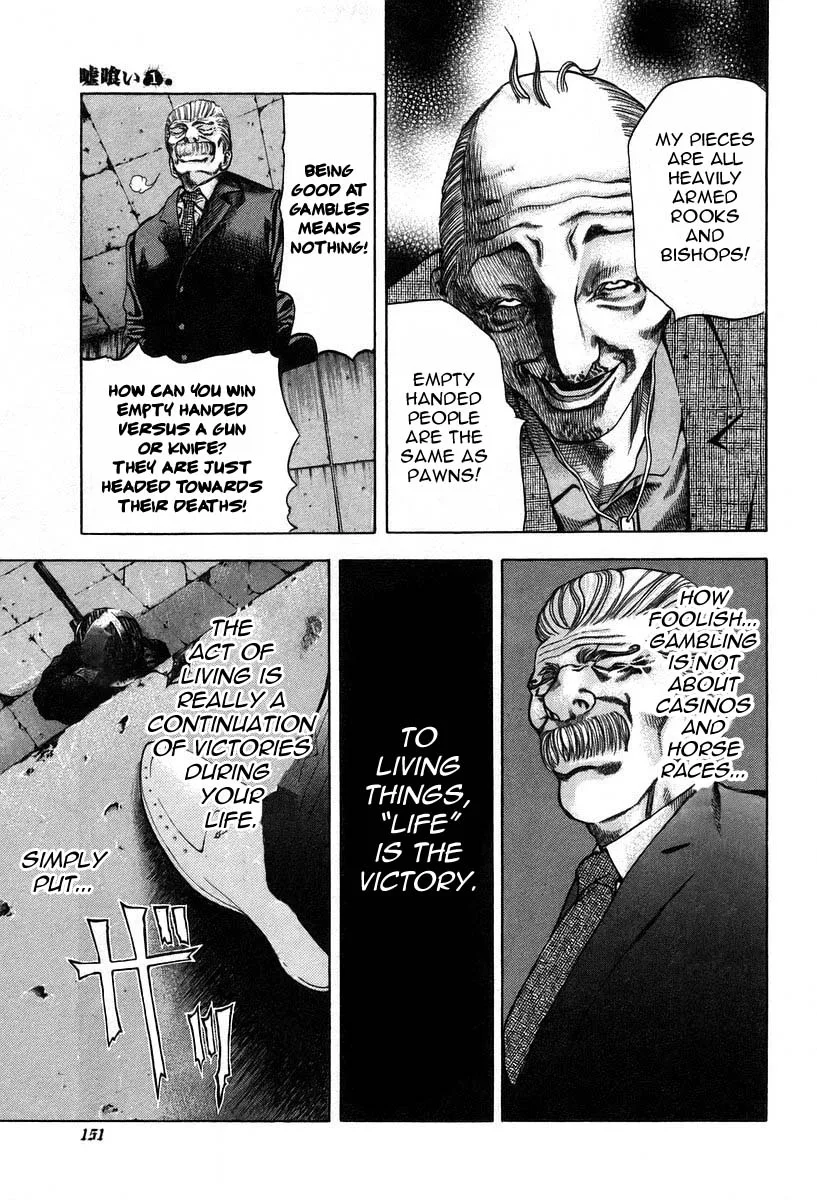 嘘喰い1.
MY PIECES
ARE ALL
HEAVILY
ARMED
ROOKS
AND
BISHOPS!
EMPTY
HANDED
PEOPLE
ARE THE
SAME AS
PAWNS!
BEING
GOOD AT
GAMBLES
MEANS
NOTHING!
HOW CAN YOU WIN
EMPTY HANDED
VERSUS A GUN
OR KNIFE?
THEY ARE JUST
HEADED TOWARDS
THEIR DEATHS!
HOW
FOOLISH...
GAMBLING
IS NOT
ABOUT
CASINOS
AND
HORSE
RACES...
TO
LIVING
THINGS,
"LIFE"
IS THE
VICTORY.
THE
ACT OF
LIVING IS
REALLY A
CONTINUATION
OF VICTORIES
DURING
YOUR
LIFE.
SIMPLY
PUT...
ザッ
151